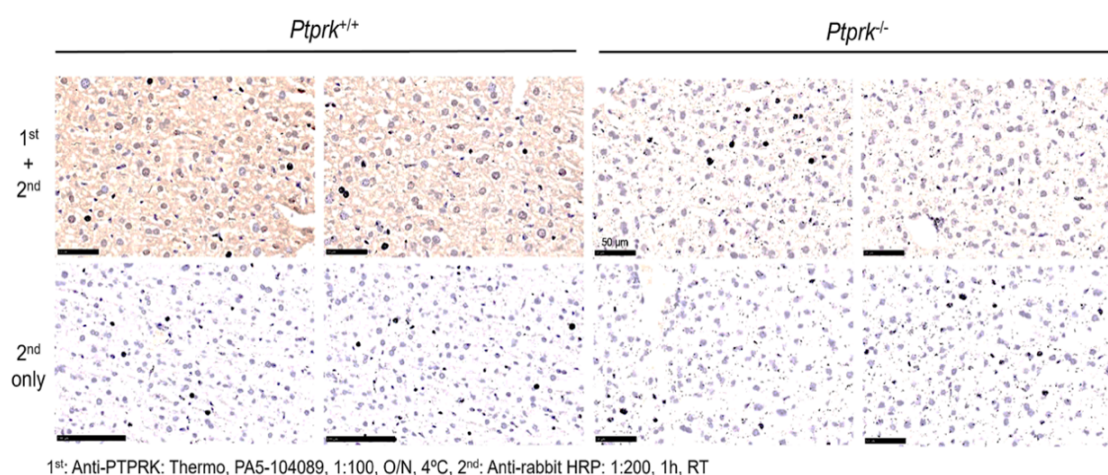 Ptprk+/+
Ptprk-/-
1st
+
2nd
50 µm
2nd
only
1st: Anti-PTPRK: Thermo, PA5-104089, 1:100, O/N, 4ºC, 2nd: Anti-rabbit HRP: 1:200, 1h, RT